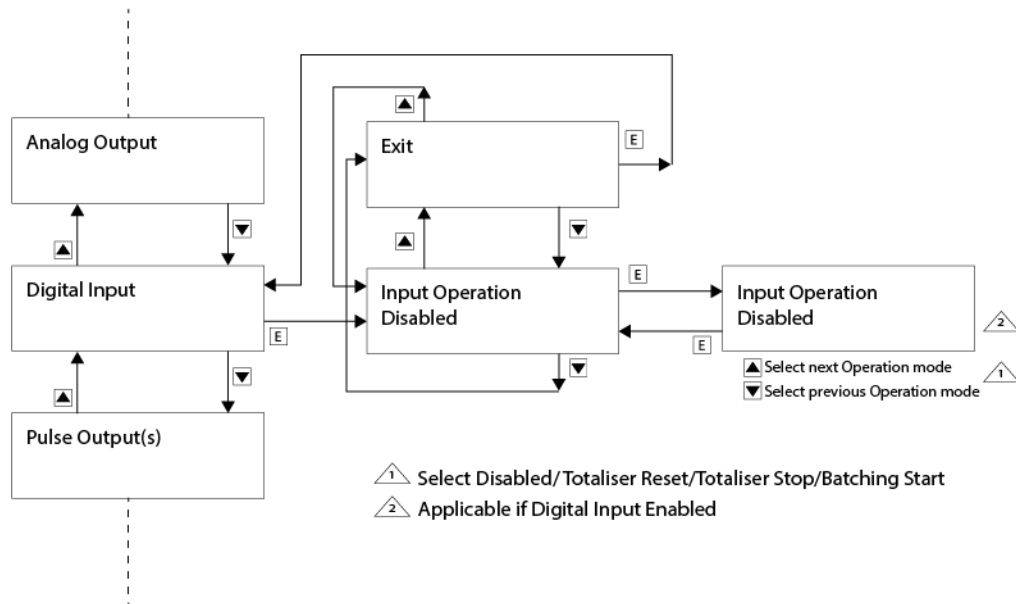 Analog Output
Exit
E
Digital Input
E
Input Operation
Disabled
E
E
Input Operation
Disabled
2
Select next Operation mode
Select previous Operation mode
1
Pulse Output(s)
1 Select Disabled/Totaliser Reset/Totaliser Stop/Batching Start
2 Applicable if Digital Input Enabled